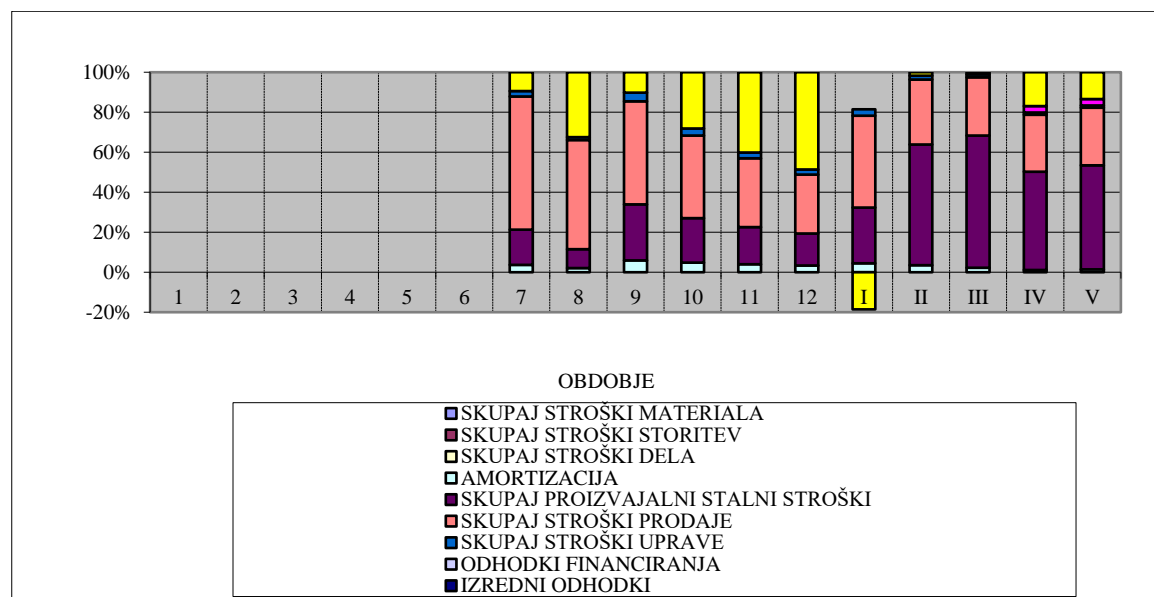 100%
80%
60%
40%
20%
0%
-20%
1 2 3 4 5 6 7 8 9 10 11 12 I II III IV V
OBDOBJE
SKUPAJ STROŠKI MATERIALA
SKUPAJ STROŠKI STORITEV
SKUPAJ STROŠKI DELA
AMORTIZACIJA
SKUPAJ PROIZVAJALNI STALNI STROŠKI
SKUPAJ STROŠKI PRODAJE
SKUPAJ STROŠKI UPRAVE
ODHODKI FINANCIRANJA
IZREDNI ODHODKI